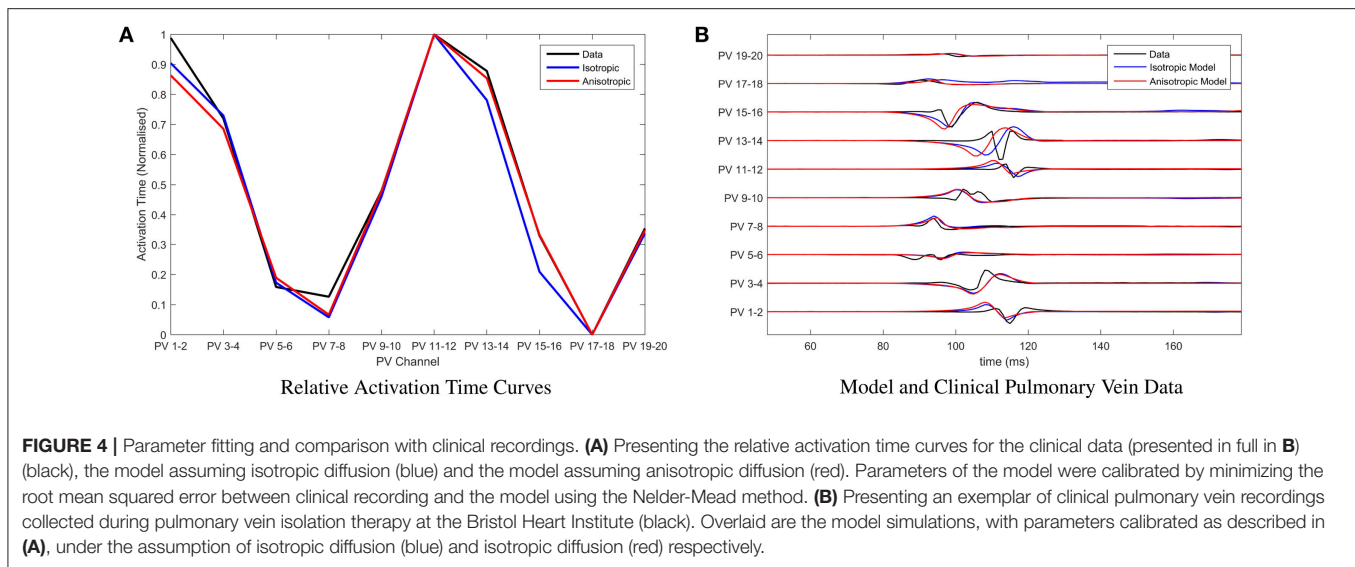 A
Activation Time (Normalised)
1
0.9
0.8
0.7
0.6
0.5
0.4
0.3
0.2
0.1
0
Data
Isotropic
Anisotropic
PV 1-2 PV 3-4 PV 5-6 PV 7-8 PV 9-10 PV 11-12 PV 13-14 PV 15-16 PV 17-18 PV 19-20
PV Channel
Relative Activation Time Curves
B
PV 19-20
PV 17-18
PV 15-16
PV 13-14
PV 11-12
PV 9-10
PV 7-8
PV 5-6
PV 3-4
PV 1-2
Data
Isotropic Model
Anisotropic Model
60 80 100 120 140 160
time (ms)
Model and Clinical Pulmonary Vein Data
FIGURE 4 | Parameter fitting and comparison with clinical recordings. (A) Presenting the relative activation time curves for the clinical data (presented in full in B)
(black), the model assuming isotropic diffusion (blue) and the model assuming anisotropic diffusion (red). Parameters of the model were calibrated by minimizing the
root mean squared error between clinical recording and the model using the Nelder-Mead method. (B) Presenting an exemplar of clinical pulmonary vein recordings
collected during pulmonary vein isolation therapy at the Bristol Heart Institute (black). Overlaid are the model simulations, with parameters calibrated as described in
(A), under the assumption of isotropic diffusion (blue) and isotropic diffusion (red) respectively.